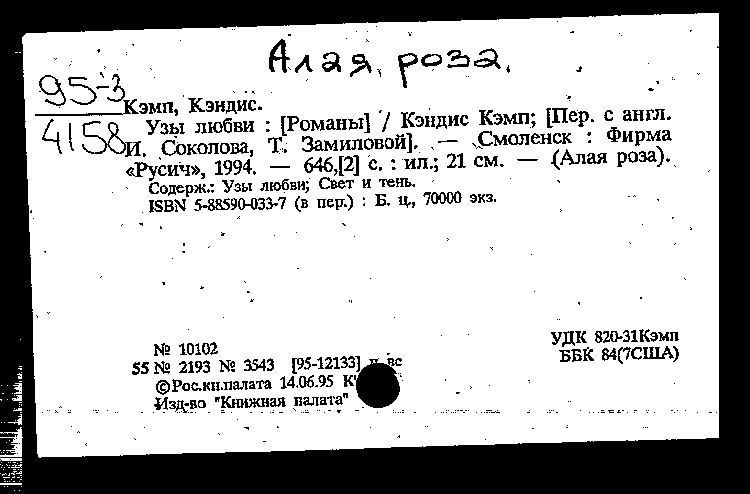 Алая роза.
95-3
4158
Кэмп, Кэндис.
Узы любви : [Романы] / Кэндис Кэмп; [Пер. с англ.
И. Соколова, Т. Замиловой]. — Смоленск : Фирма
«Русич», 1994. — 646,[2] с. : ил.; 21 см. — (Алая роза).
Содерж.: Узы любви; Свет и тень.
ISBN 5-88590-033-7 (в пер.) : Б. ц., 70000 экз.
№ 10102
55 № 2193 № 3543 [95-12133]
©Рос.кн.палата 14.06.95
Изд-во "Книжная палата"
УДК 820-31Кэмп
ББК 84(7США)